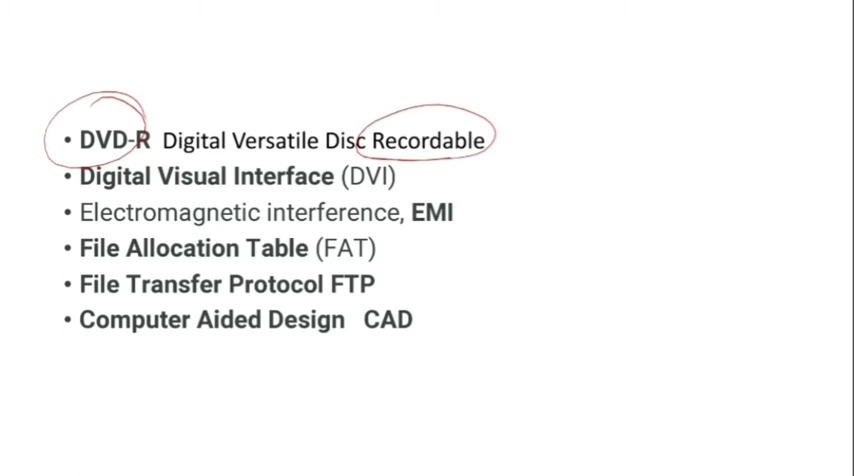 • DVD-R Digital Versatile Disc Recordable
• Digital Visual Interface (DVI)
• Electromagnetic interference, EMI
• File Allocation Table (FAT)
• File Transfer Protocol FTP
• Computer Aided Design CAD